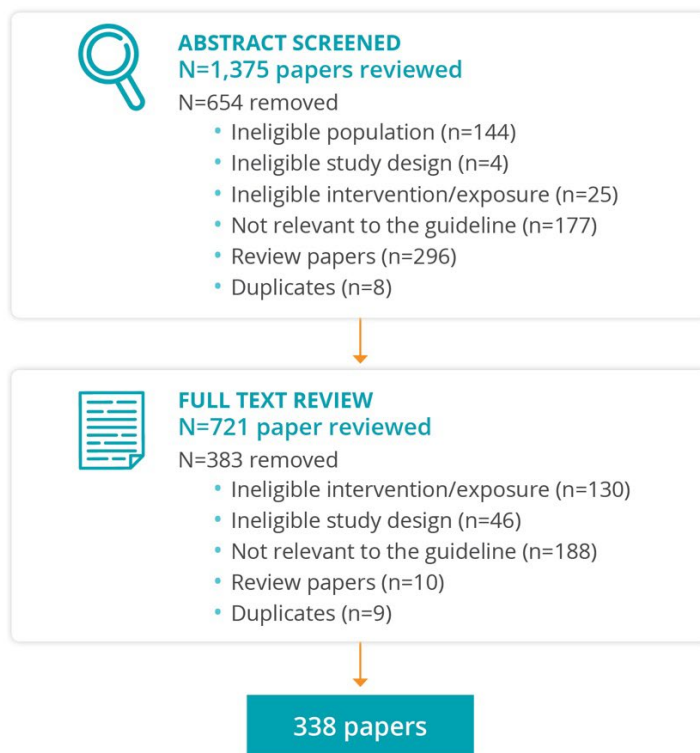 ABSTRACT SCREENED
N=1,375 papers reviewed
N=654 removed
• Ineligible population (n=144)
• Ineligible study design (n=4)
• Ineligible intervention/exposure (n=25)
• Not relevant to the guideline (n=177)
• Review papers (n=296)
• Duplicates (n=8)
FULL TEXT REVIEW
N=721 paper reviewed
N=383 removed
• Ineligible intervention/exposure (n=130)
• Ineligible study design (n=46)
• Not relevant to the guideline (n=188)
• Review papers (n=10)
• Duplicates (n=9)
338 papers